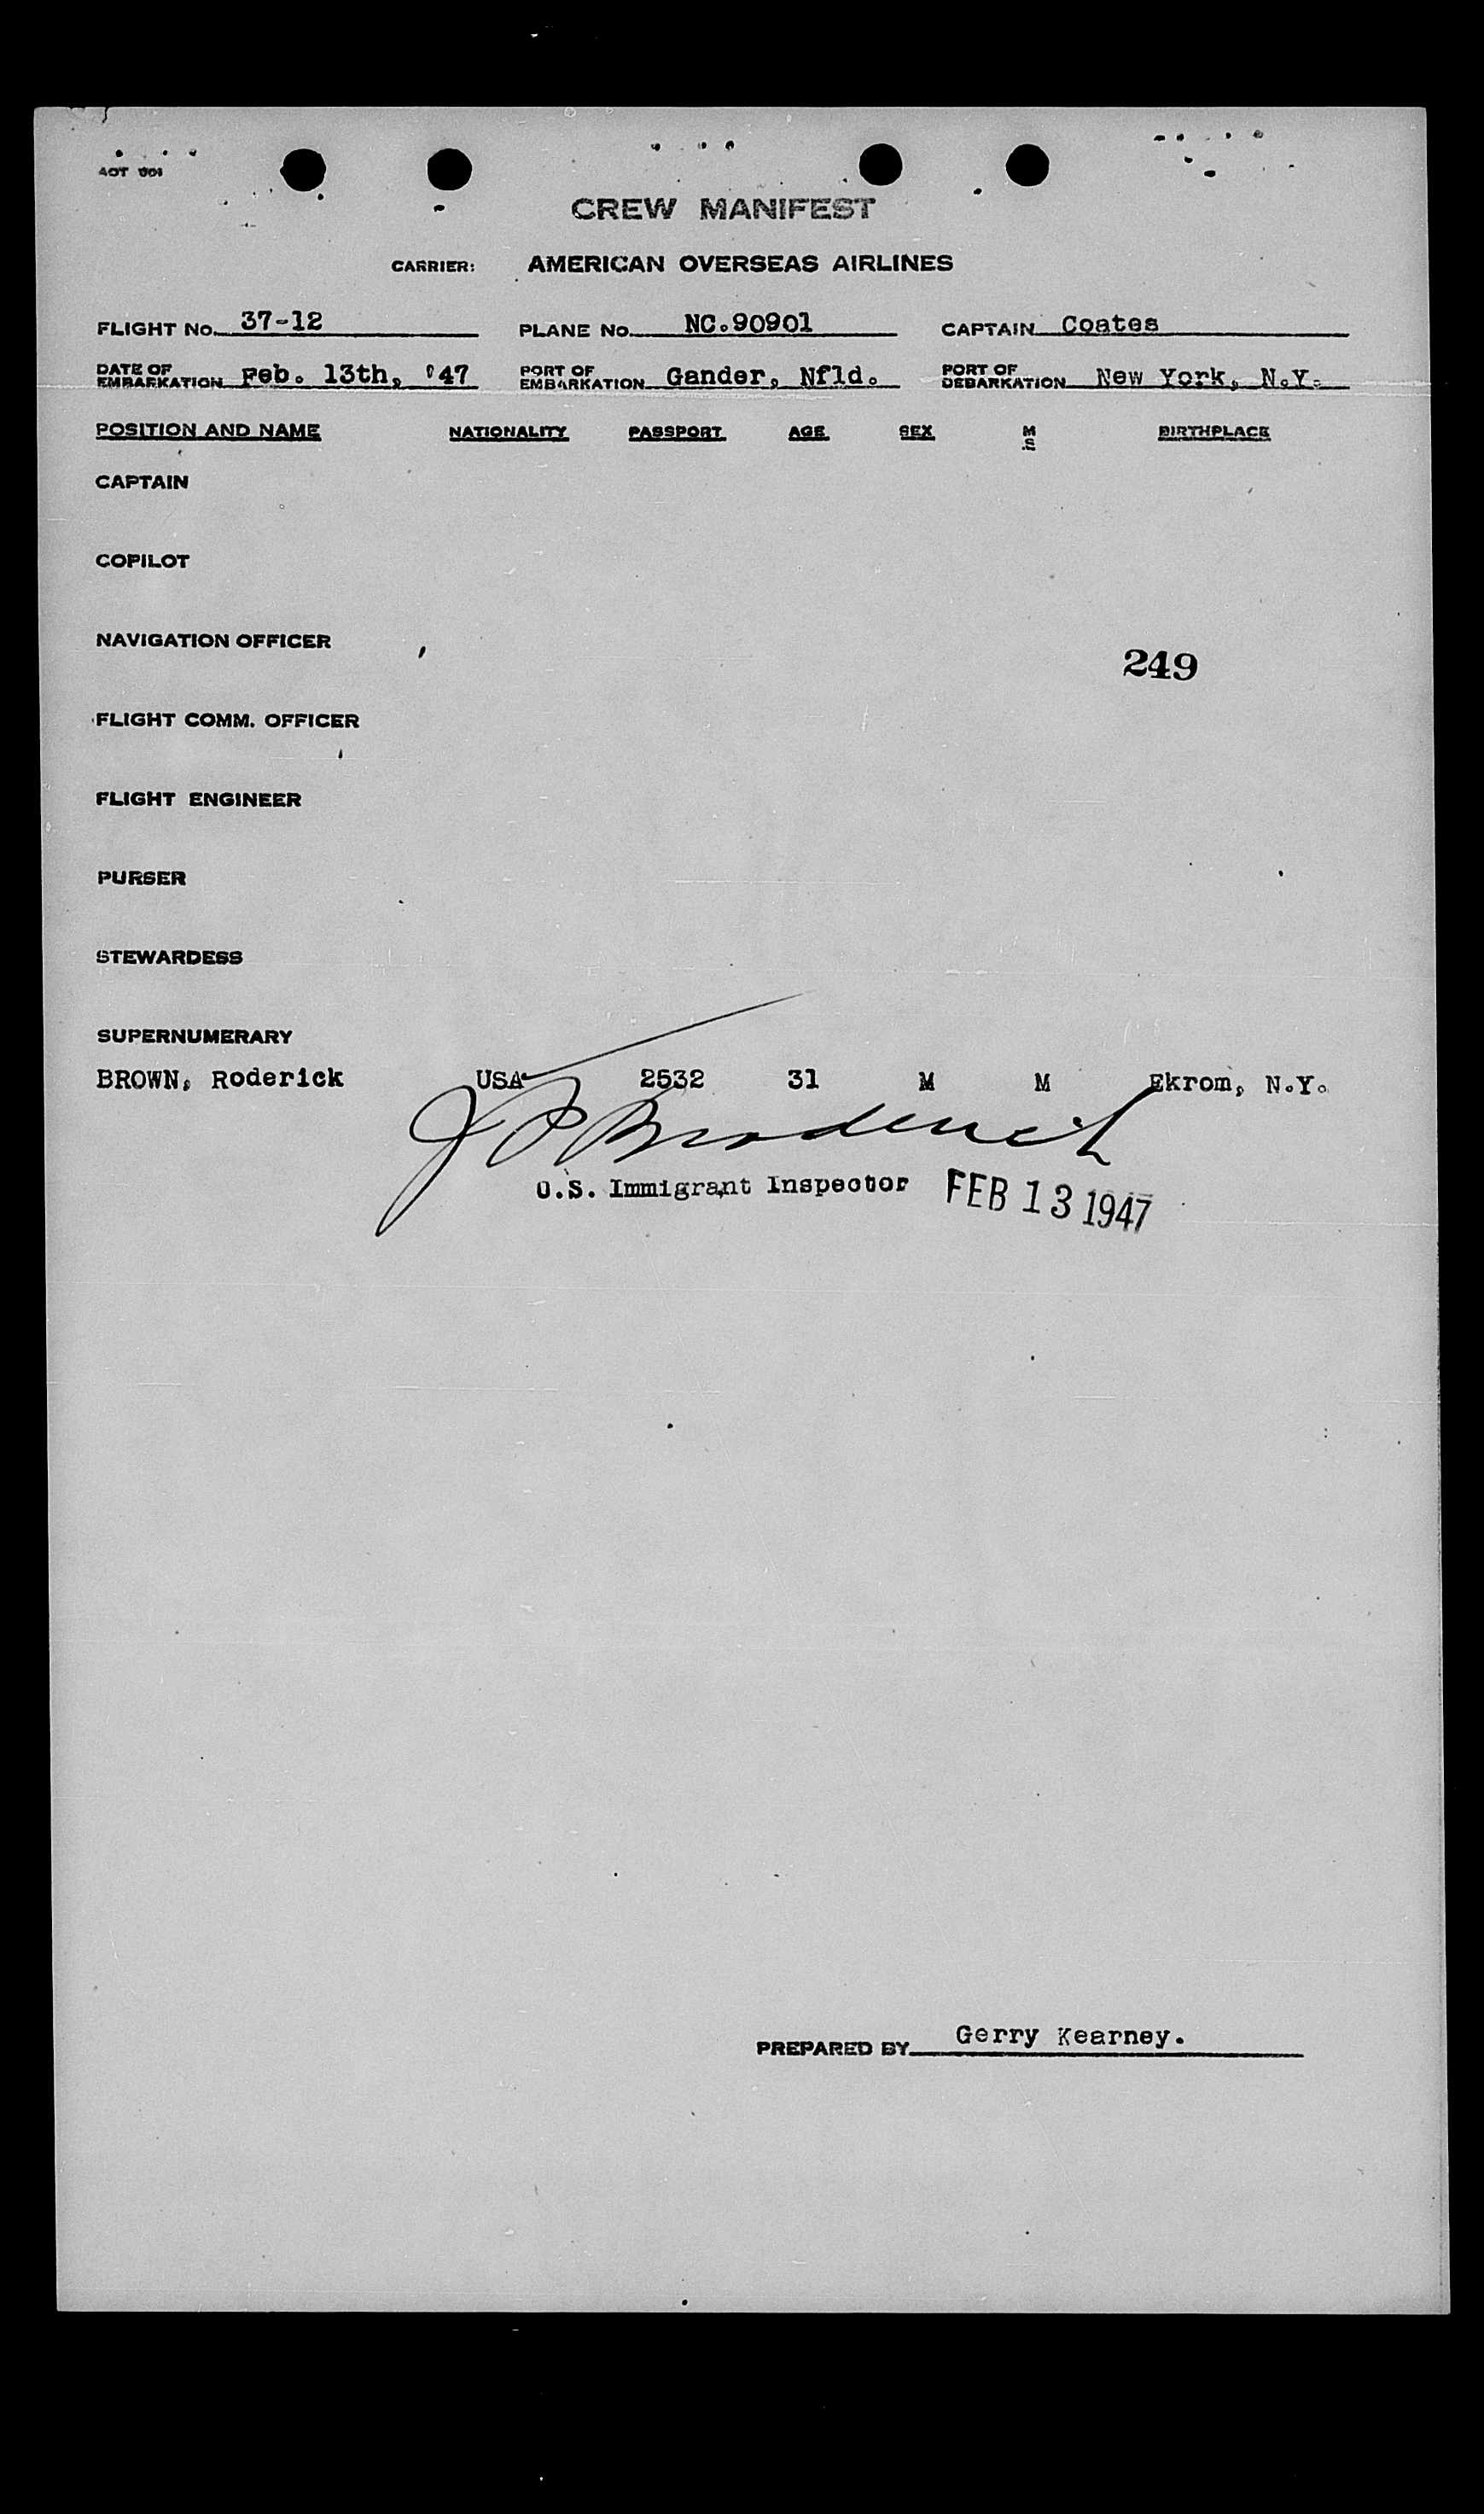 AOT 001
CREW MANIFEST
CARRIER: AMERICAN OVERSEAS AIRLINES
FLIGHT No. 37-12 PLANE No. NC.90901 CAPTAIN Coates
DATE OF EMBARKATION Feb. 13th, '47 PORT OF EMBARKATION Gander, Nfld. PORT OF DEBARKATION New York, N.Y.
POSITION AND NAME NATIONALITY PASSPORT AGE SEX M S BIRTHPLACE
CAPTAIN
COPILOT
NAVIGATION OFFICER
249
FLIGHT COMM. OFFICER
FLIGHT ENGINEER
PURSER
STEWARDESS
SUPERNUMERARY
BROWN, Roderick USA 2532 31 M M Ekrom, N.Y.
J P Broderick
U.S. Immigrant Inspector FEB 13 1947
PREPARED BY Gerry Kearney.